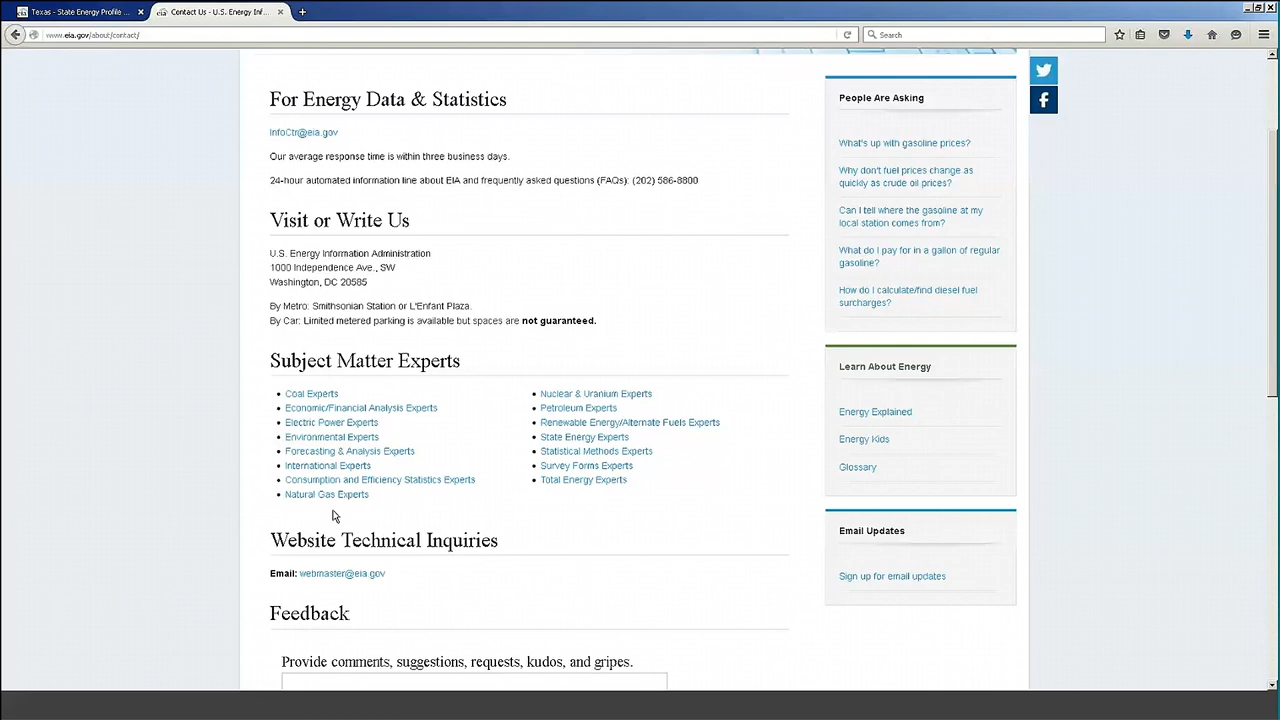 Texas - State Energy Profile ...
Contact Us - U.S. Energy Inf...
www.eia.gov/about/contact/
Search
For Energy Data & Statistics
InfoCtr@eia.gov
Our average response time is within three business days.
24-hour automated information line about EIA and frequently asked questions (FAQs): (202) 586-8800
Visit or Write Us
U.S. Energy Information Administration
1000 Independence Ave., SW
Washington, DC 20585
By Metro: Smithsonian Station or L'Enfant Plaza.
By Car: Limited metered parking is available but spaces are not guaranteed.
Subject Matter Experts
Coal Experts
Economic/Financial Analysis Experts
Electric Power Experts
Environmental Experts
Forecasting & Analysis Experts
International Experts
Consumption and Efficiency Statistics Experts
Natural Gas Experts
Nuclear & Uranium Experts
Petroleum Experts
Renewable Energy/Alternate Fuels Experts
State Energy Experts
Statistical Methods Experts
Survey Forms Experts
Total Energy Experts
Website Technical Inquiries
Email: webmaster@eia.gov
Feedback
Provide comments, suggestions, requests, kudos, and gripes.
People Are Asking
What's up with gasoline prices?
Why don't fuel prices change as
quickly as crude oil prices?
Can I tell where the gasoline at my
local station comes from?
What do I pay for in a gallon of regular
gasoline?
How do I calculate/find diesel fuel
surcharges?
Learn About Energy
Energy Explained
Energy Kids
Glossary
Email Updates
Sign up for email updates